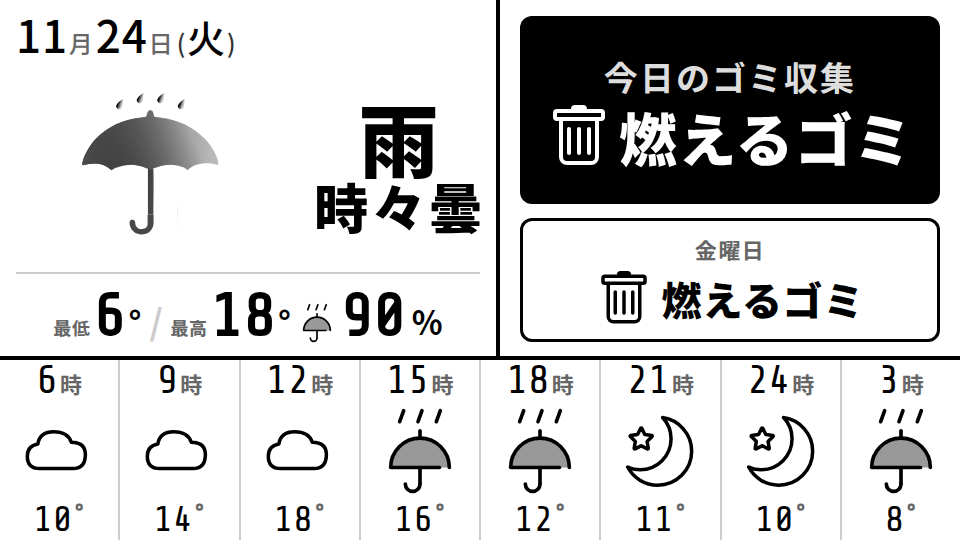 11月24日(火)
雨
時々曇
最低 6° / 最高 18° 90 %
今日のゴミ収集
燃えるゴミ
金曜日
燃えるゴミ
6時 9時 12時 15時 18時 21時 24時 3時
10° 14° 18° 16° 12° 11° 10° 8°